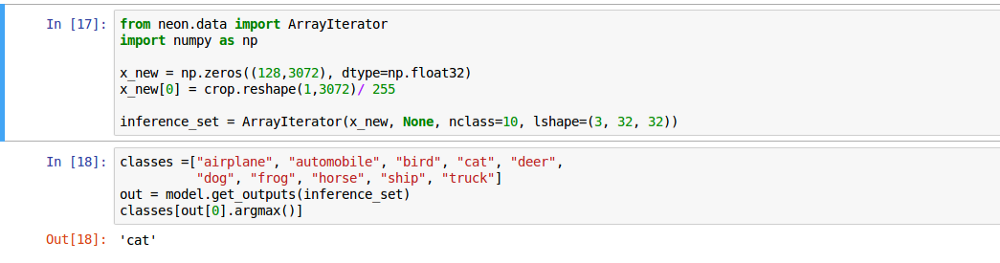 In [17]: from neon.data import ArrayIterator
import numpy as np
x_new = np.zeros((128,3072), dtype=np.float32)
x_new[0] = crop.reshape(1,3072)/ 255
inference_set = ArrayIterator(x_new, None, nclass=10, lshape=(3, 32, 32))
In [18]: classes =["airplane", "automobile", "bird", "cat", "deer",
"dog", "frog", "horse", "ship", "truck"]
out = model.get_outputs(inference_set)
classes[out[0].argmax()]
Out[18]: 'cat'